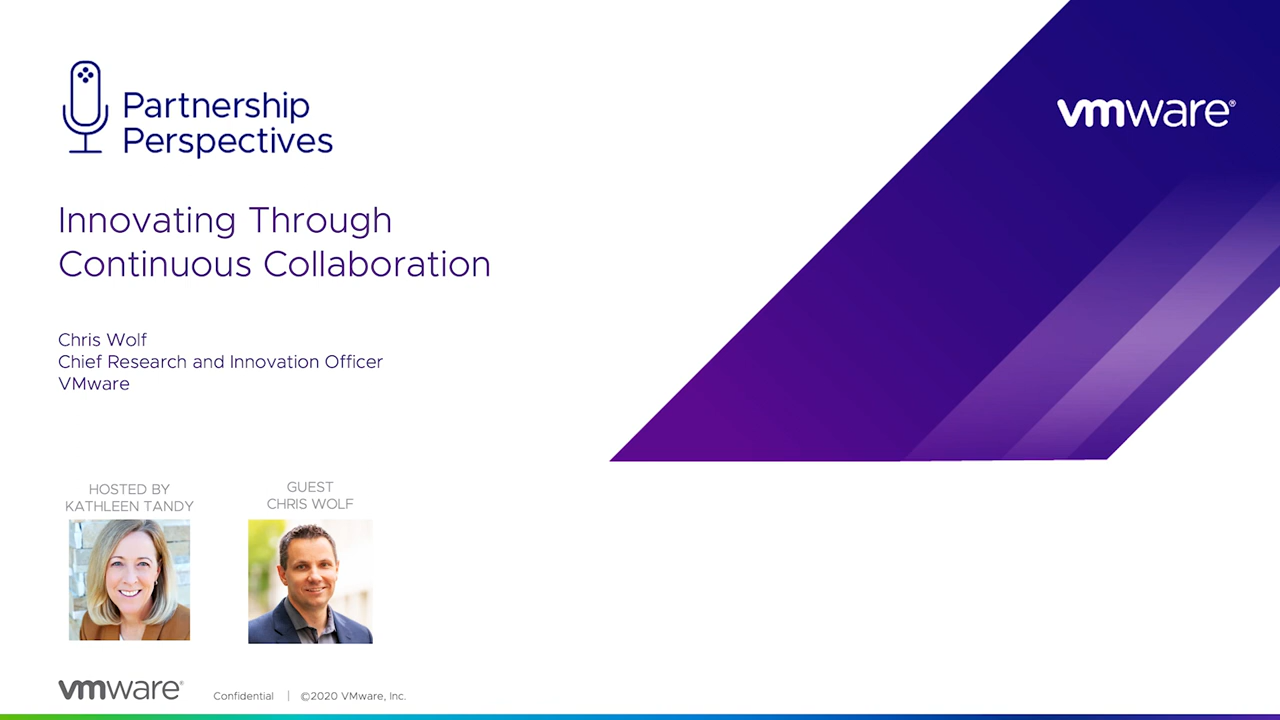 Partnership
Perspectives
vmware®
Innovating Through
Continuous Collaboration
Chris Wolf
Chief Research and Innovation Officer
VMware
HOSTED BY
KATHLEEN TANDY
GUEST
CHRIS WOLF
vmware®
Confidential | ©2020 VMware, Inc.